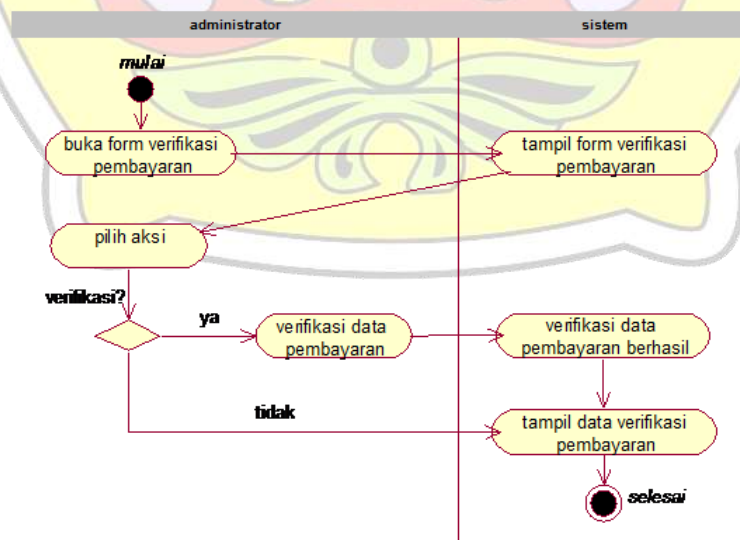 administrator
sistem
mulai
buka form verifikasi
pembayaran
tampil form verifikasi
pembayaran
pilih aksi
verifikasi?
ya
verifikasi data
pembayaran
verifikasi data
pembayaran berhasil
tidak
tampil data verifikasi
pembayaran
selesai